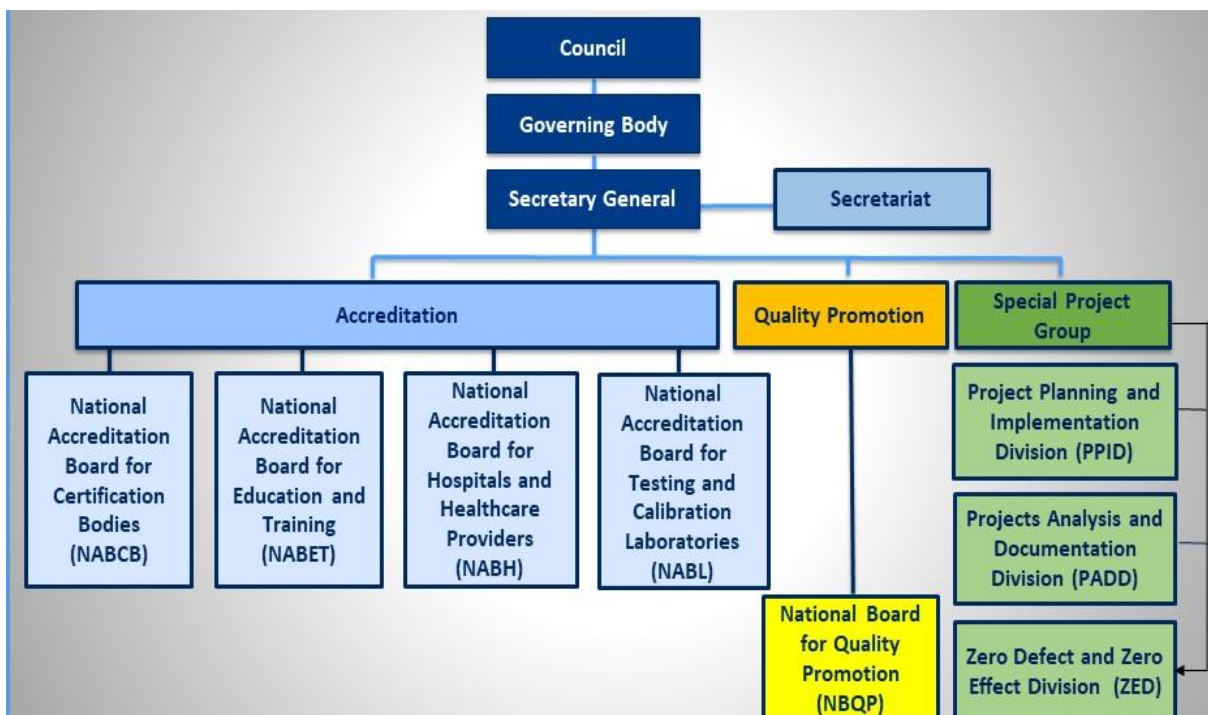 Council
Governing Body
Secretary General
Secretariat
Accreditation
Quality Promotion
Special Project
Group
National
Accreditation
Board for
Certification
Bodies
(NABCB)
National
Accreditation
Board for
Education and
Training
(NABET)
National
Accreditation
Board for
Hospitals and
Healthcare
Providers
(NABH)
National
Accreditation
Board for
Testing and
Calibration
Laboratories
(NABL)
Project Planning and
Implementation
Division (PPID)
Projects Analysis and
Documentation
Division (PADD)
National Board
for Quality
Promotion
(NBQP)
Zero Defect and Zero
Effect Division (ZED)